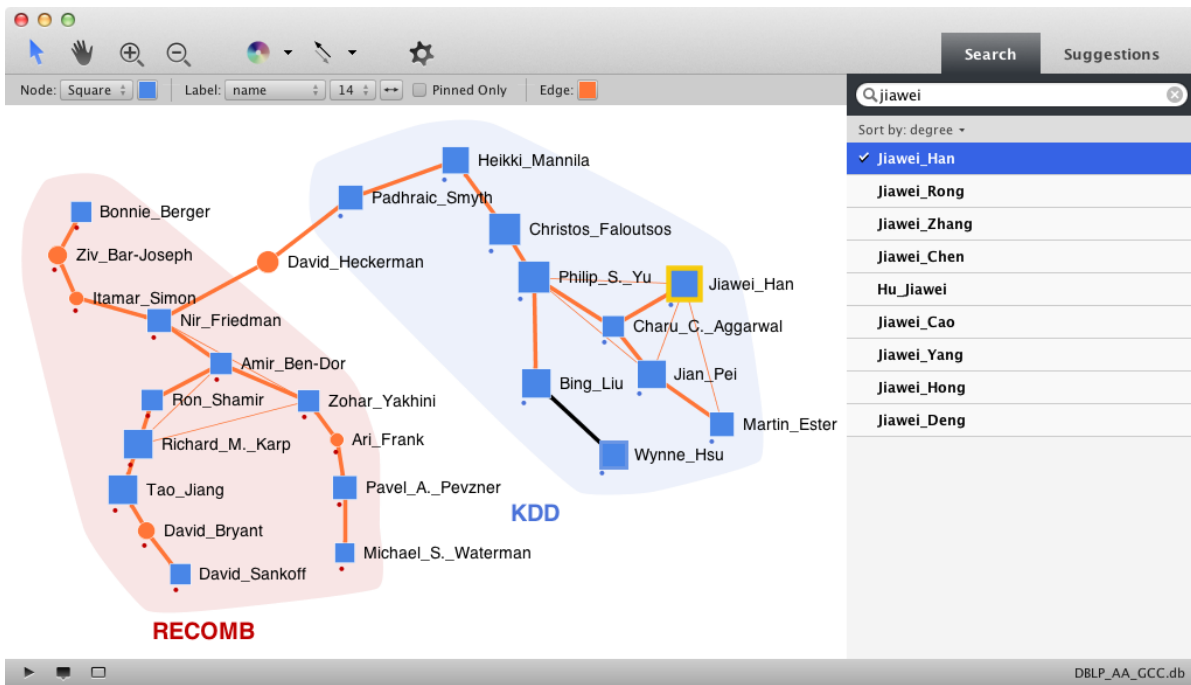 Search
Suggestions
Node: Square
Label: name
14
Pinned Only
Edge:
jiawei
Sort by: degree
Jiawei_Han
Jiawei_Rong
Jiawei_Zhang
Jiawei_Chen
Hu_Jiawei
Jiawei_Cao
Jiawei_Yang
Jiawei_Hong
Jiawei_Deng
Heikki_Mannila
Padhraic_Smyth
Bonnie_Berger
Christos_Faloutsos
Ziv_Bar-Joseph
David_Heckerman
Philip_S._Yu
Jiawei_Han
Itamar_Simon
Nir_Friedman
Charu_C._Aggarwal
Amir_Ben-Dor
Jian_Pei
Bing_Liu
Ron_Shamir
Zohar_Yakhini
Martin_Ester
Ari_Frank
Richard_M._Karp
Wynne_Hsu
Tao_Jiang
Pavel_A._Pevzner
KDD
David_Bryant
Michael_S._Waterman
David_Sankoff
RECOMB
DBLP_AA_GCC.db